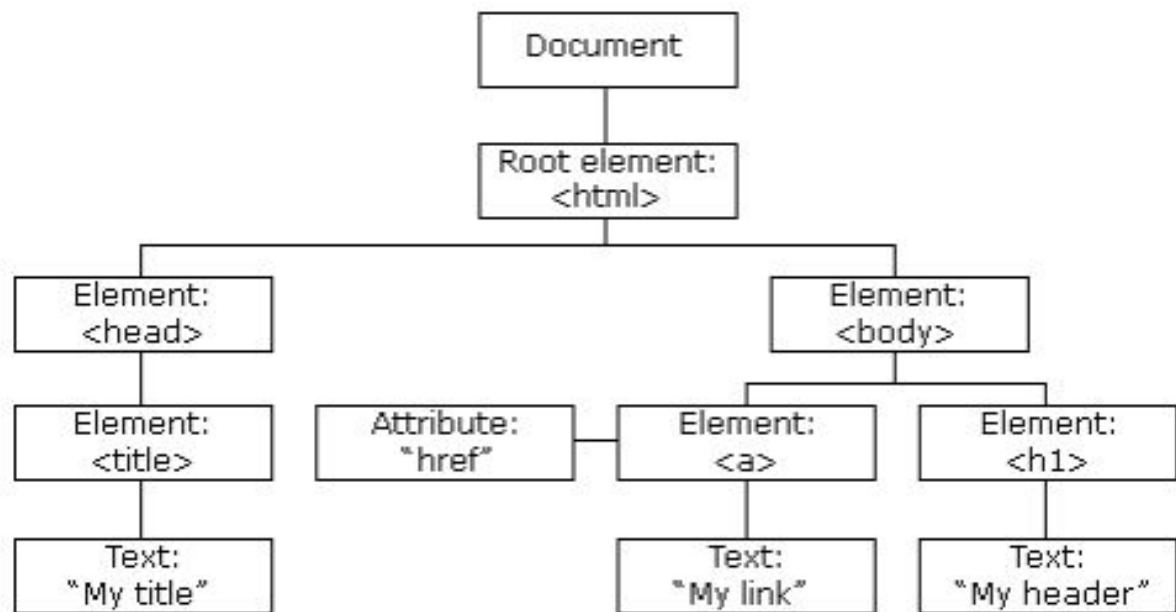 Document
Root element:
<html>
Element:
<head>
Element:
<body>
Element:
<title>
Attribute:
“href”
Element:
<a>
Element:
<h1>
Text:
“My title”
Text:
“My link”
Text:
“My header”